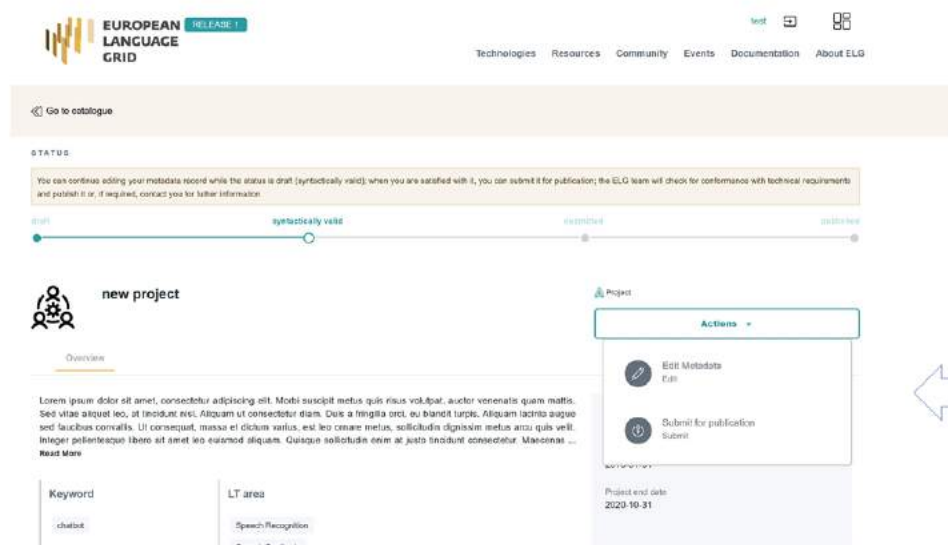 EUROPEAN
LANGUAGE
GRID
RELEASE 1
test
Technologies Resources Community Events Documentation About ELG
Go to catalogue
STATUS
You can continue editing your metadata record while the status is draft (syntactically valid); when you are satisfied with it, you can submit it for publication; the ELG team will check for conformance with technical requirements
and publish it or, if required, contact you for further information
draft syntactically valid submitted published
new project
Project
Actions
Overview
Edit Metadata
Edit
Submit for publication
Submit
Lorem ipsum dolor sit amet, consectetur adipiscing elit. Morbi suscipit metus quis risus volutpat, auctor venenatis quam mattis.
Sed vitae aliquet leo, at tincidunt nisl. Aliquam ut consectetur diam. Duis a fringilla orci, eu blandit turpis. Aliquam lacinia augue
sed faucibus convallis. Ut consequat, massa et dictum varius, est leo ornare metus, sollicitudin dignissim metus arcu quis velit.
Integer pellentesque libero sit amet leo euismod aliquam. Quisque sollicitudin enim at justo tincidunt consectetur. Maecenas ...
Read More
Keyword
chatbot
LT area
Speech Recognition
Project end date
2020-10-31